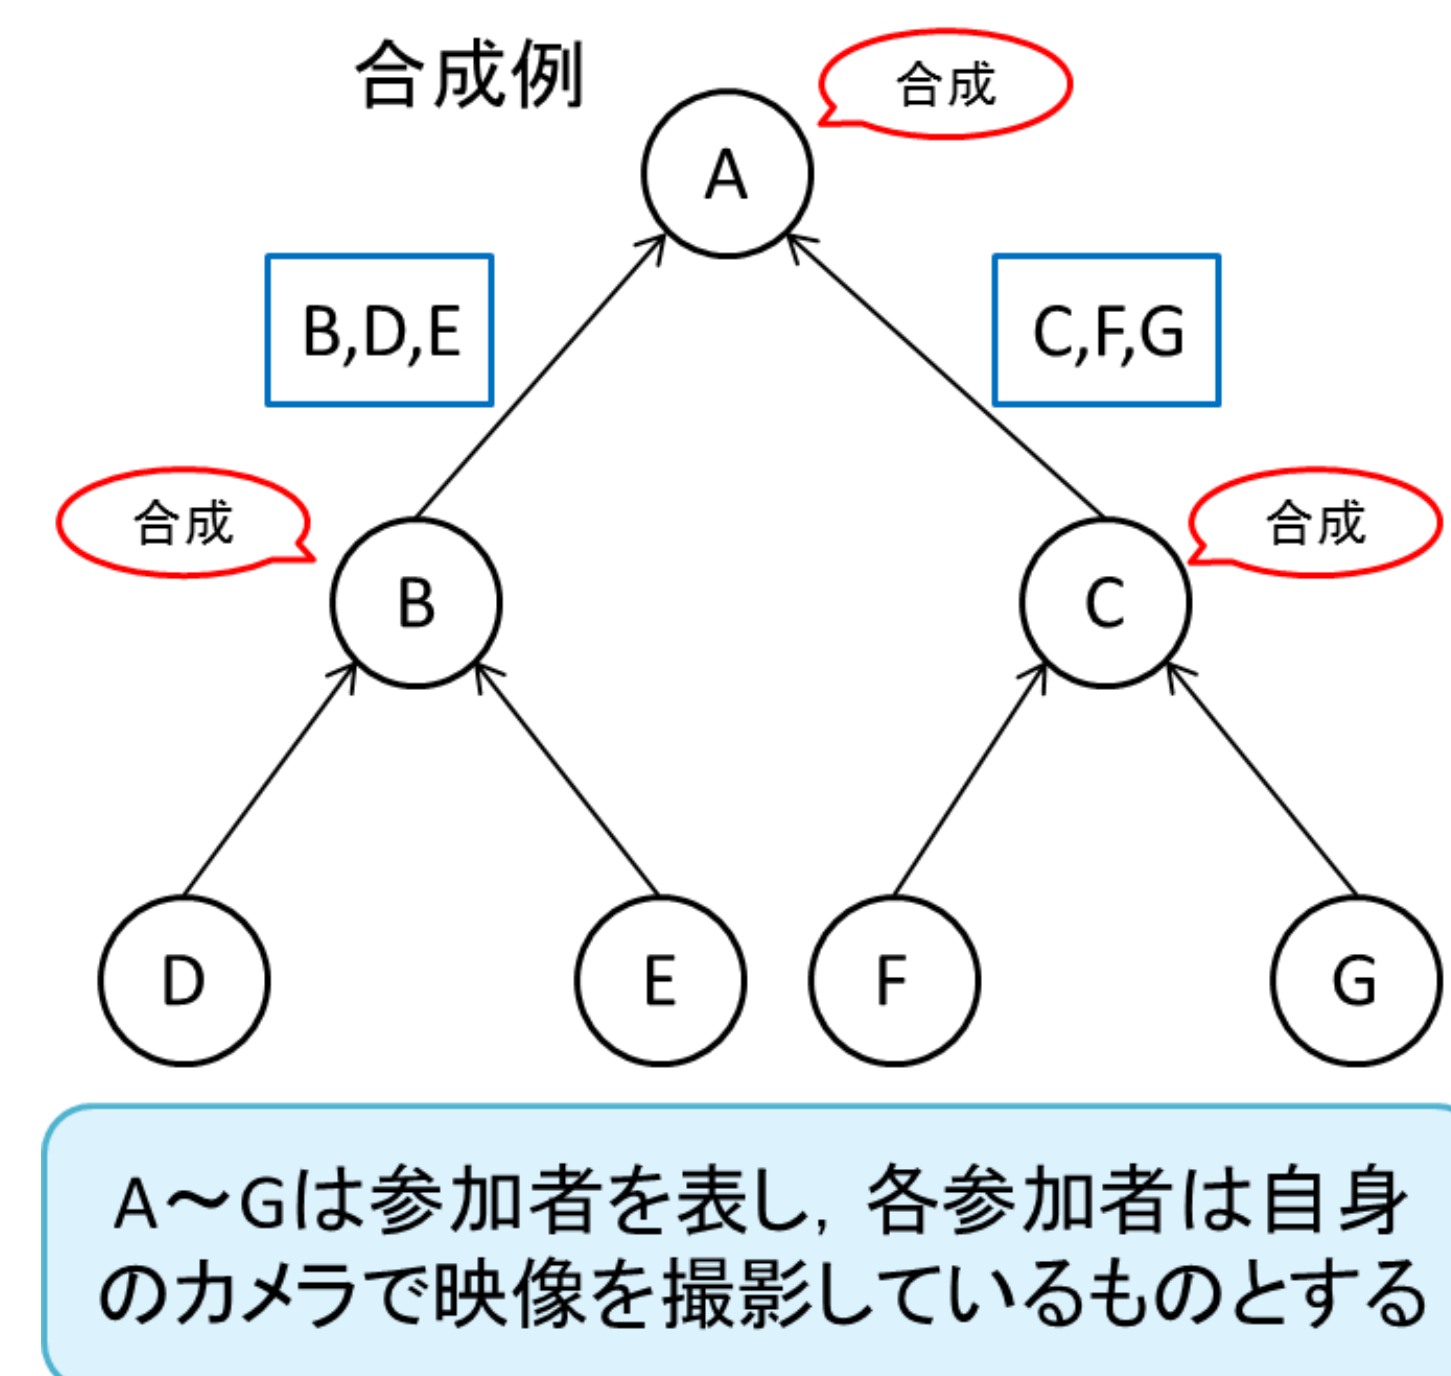 合成例
合成
A
B,D,E
C,F,G
合成
合成
B
C
D
E
F
G
A～Gは参加者を表し，各参加者は自身
のカメラで映像を撮影しているものとする